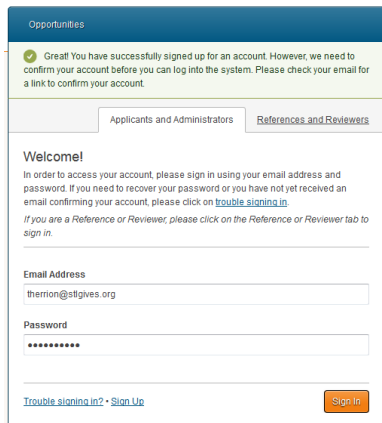 Opportunities
Great! You have successfully signed up for an account. However, we need to
confirm your account before you can log into the system. Please check your email for
a link to confirm your account.
Applicants and Administrators References and Reviewers
Welcome!
In order to access your account, please sign in using your email address and
password. If you need to recover your password or you have not yet received an
email confirming your account, please click on trouble signing in.
If you are a Reference or Reviewer, please click on the Reference or Reviewer tab to
sign in.
Email Address
therrion@stlgives.org
Password
••••••••••
Trouble signing in? • Sign Up Sign In